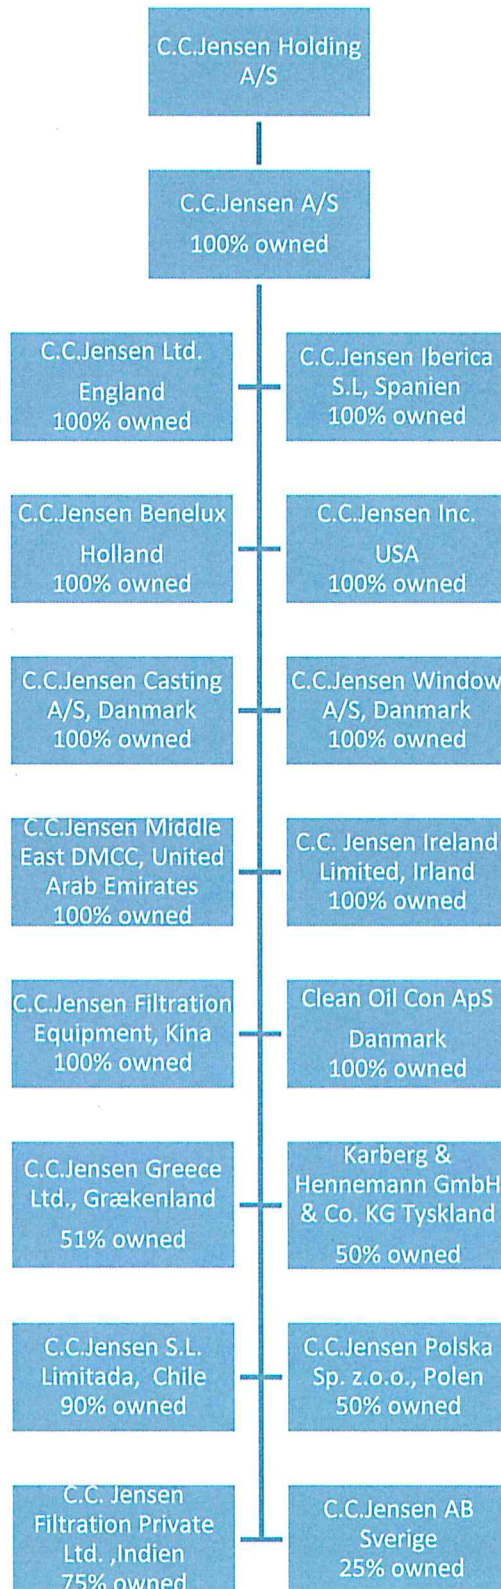 C.C.Jensen Holding
A/S
C.C.Jensen A/S
100% owned
C.C.Jensen Ltd.
England
100% owned
C.C.Jensen Iberica
S.L, Spanien
100% owned
C.C.Jensen Benelux
Holland
100% owned
C.C.Jensen Inc.
USA
100% owned
C.C.Jensen Casting
A/S, Danmark
100% owned
C.C.Jensen Window
A/S, Danmark
100% owned
C.C.Jensen Middle
East DMCC, United
Arab Emirates
100% owned
C.C. Jensen Ireland
Limited, Irland
100% owned
C.C.Jensen Filtration
Equipment, Kina
100% owned
Clean Oil Con ApS
Danmark
100% owned
C.C.Jensen Greece
Ltd., Grækenland
51% owned
Karberg &
Hennemann GmbH
& Co. KG Tyskland
50% owned
C.C.Jensen S.L.
Limitada, Chile
90% owned
C.C.Jensen Polska
Sp. z.o.o., Polen
50% owned
C.C. Jensen
Filtration Private
Ltd. ,Indien
75% owned
C.C.Jensen AB
Sverige
25% owned